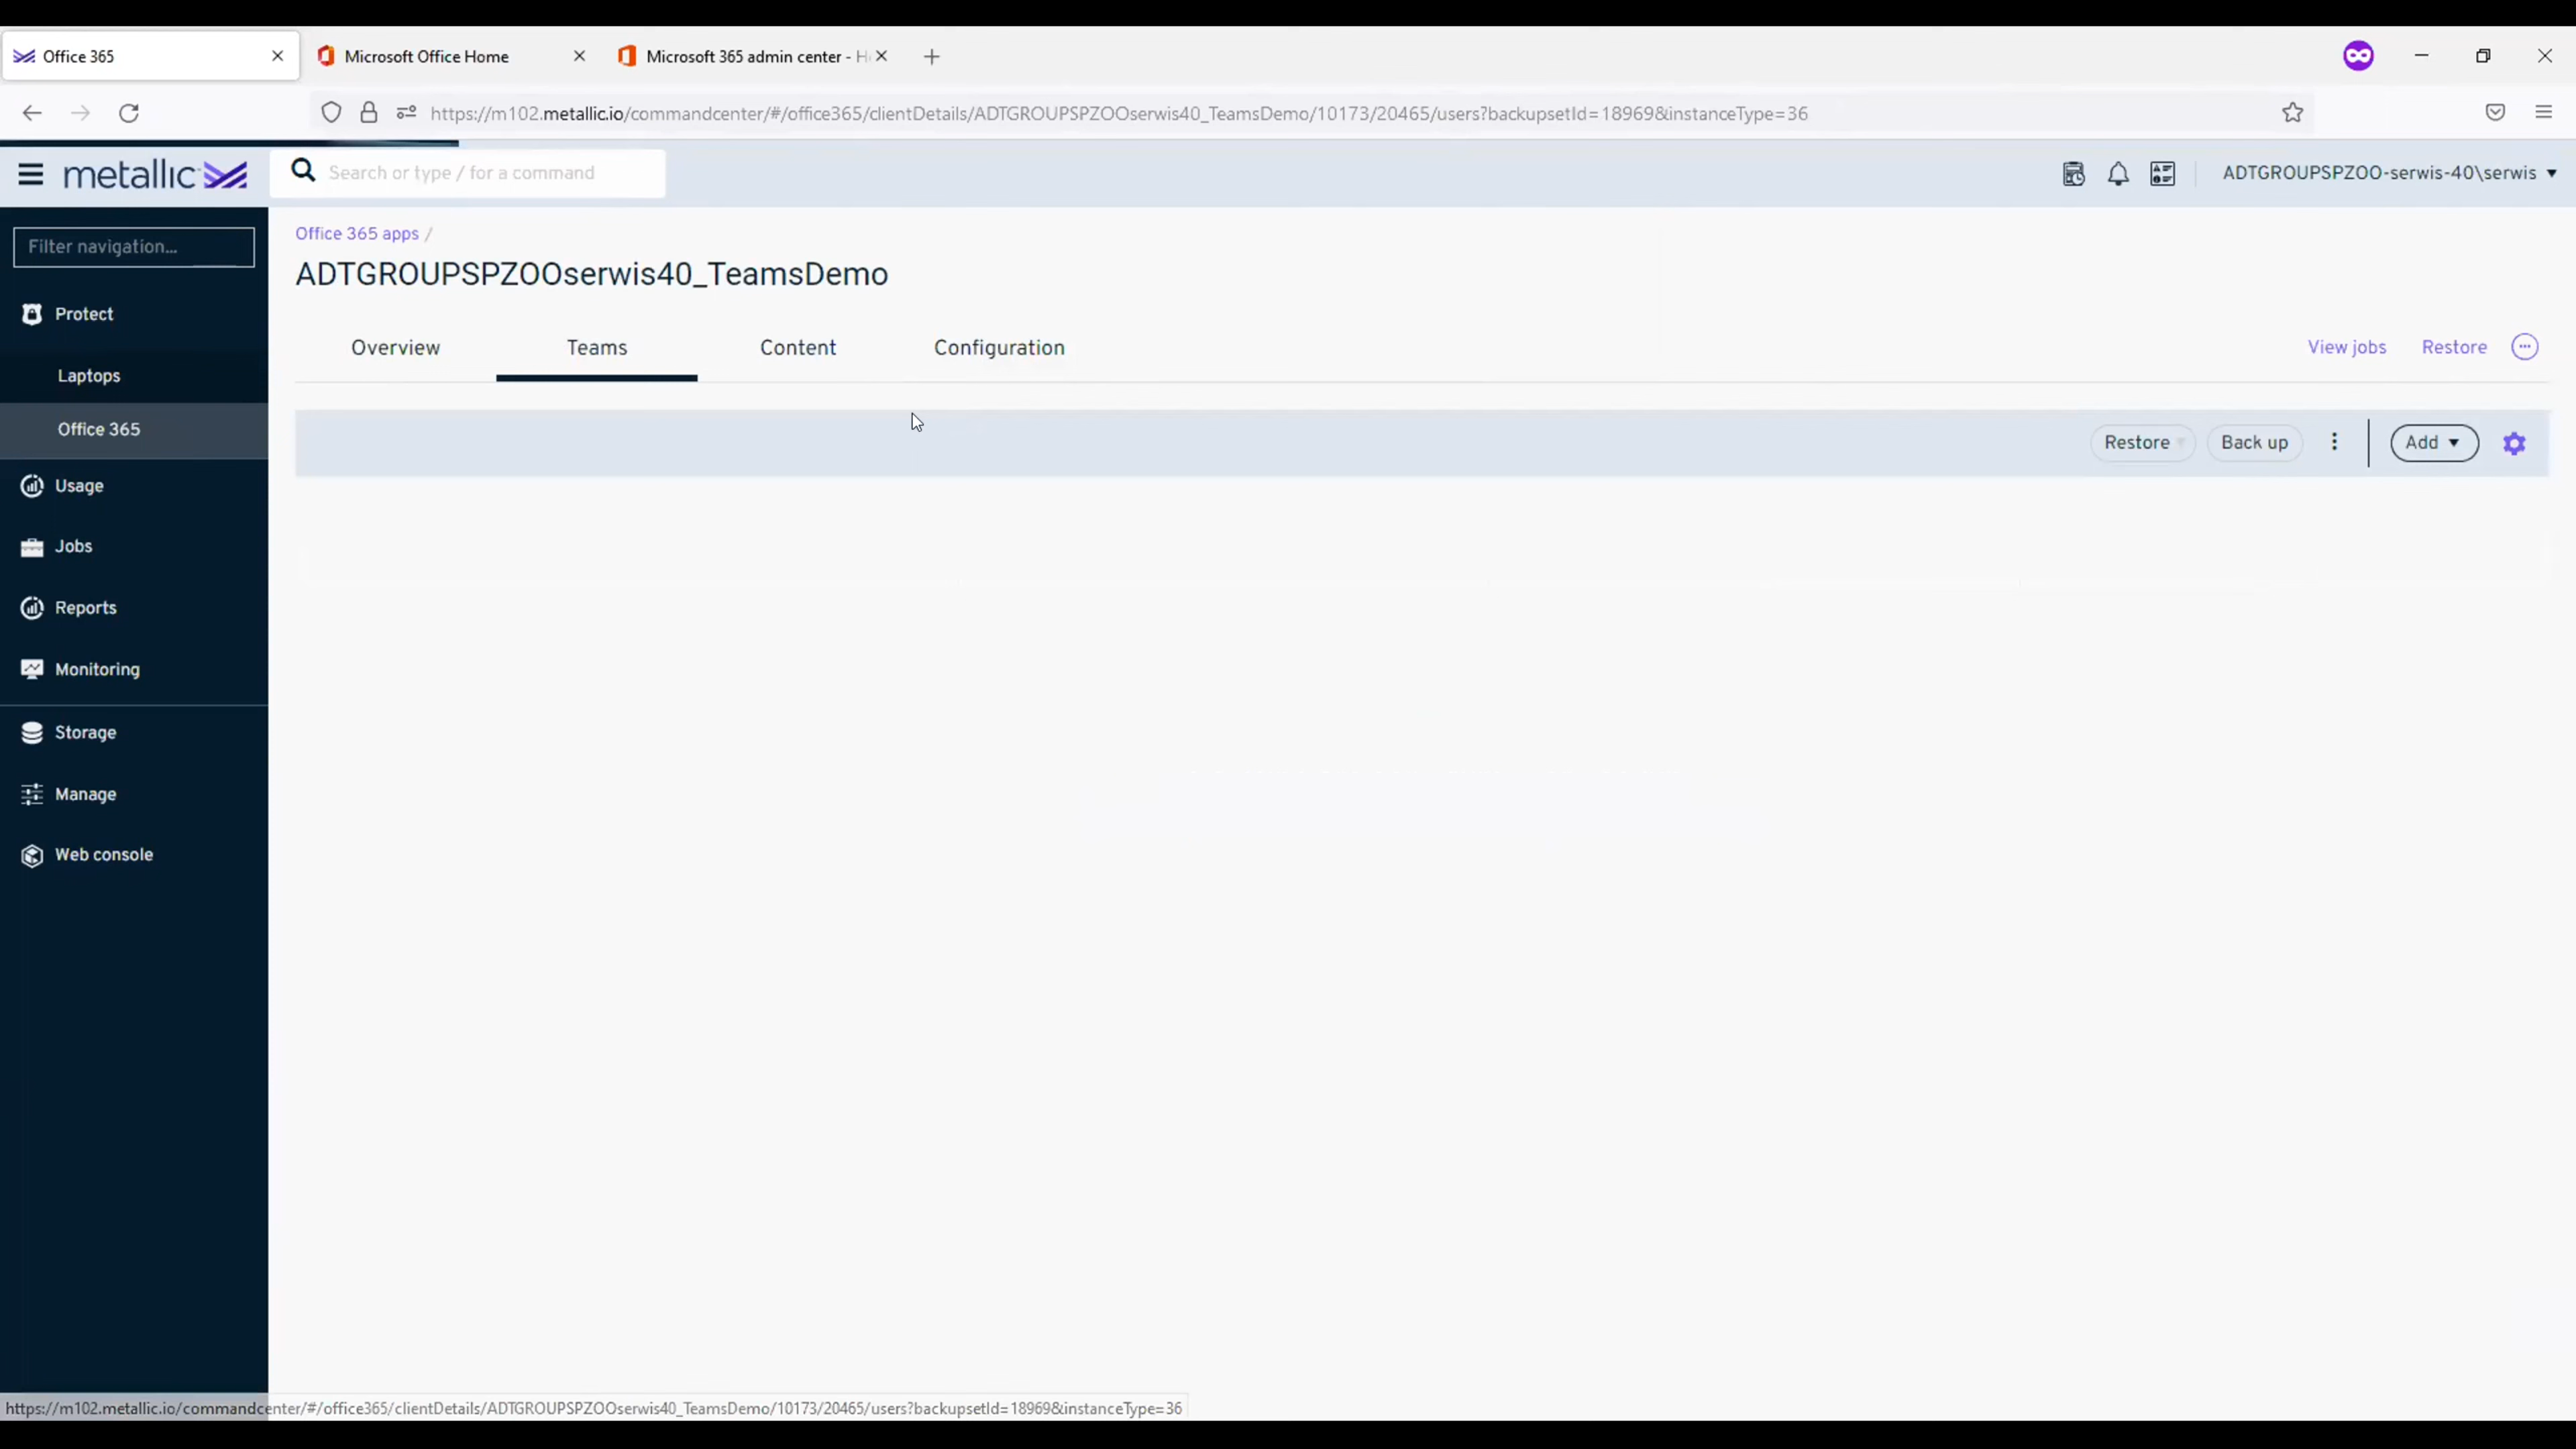 Office 365
Microsoft Office Home
Microsoft 365 admin center - H
https://m102.metallic.io/commandcenter/#/office365/clientDetails/ADTGROUPSPZOOserwis40_TeamsDemo/10173/20465/users?backupsetId=18969&instanceType=36
metallic
Search or type / for a command
ADTGROUPSPZOO-serwis-40\serwis
Filter navigation...
Protect
Laptops
Office 365
Usage
Jobs
Reports
Monitoring
Storage
Manage
Web console
Office 365 apps /
ADTGROUPSPZOOserwis40_TeamsDemo
Overview Teams Content Configuration
View jobs Restore
Restore Back up Add
https://m102.metallic.io/commandcenter/#/office365/clientDetails/ADTGROUPSPZOOserwis40_TeamsDemo/10173/20465/users?backupsetId=18969&instanceType=36